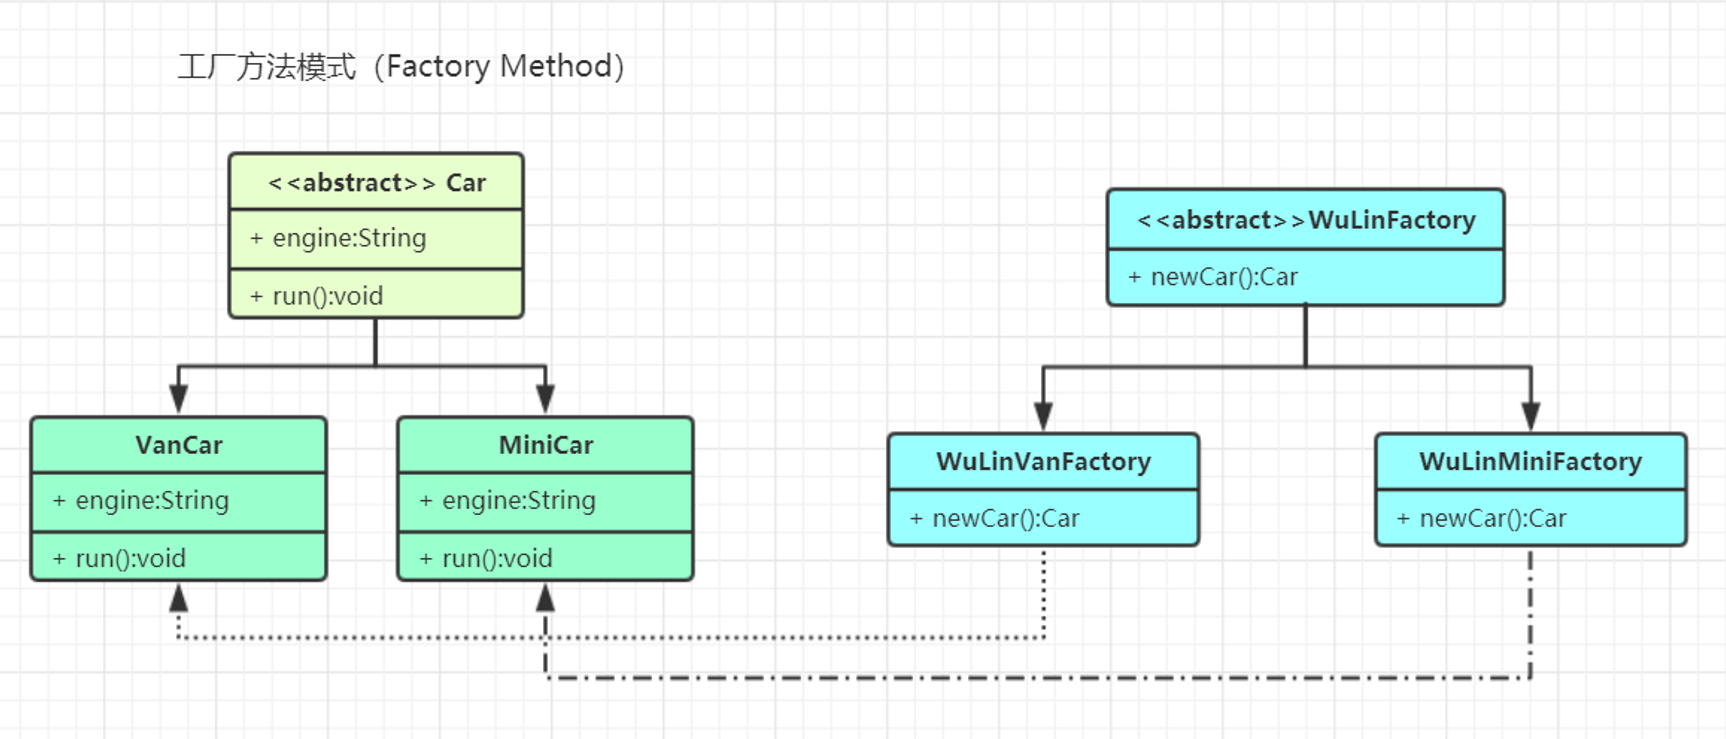 工厂方法模式（Factory Method）
<<abstract>> Car
+ engine:String
+ run():void
<<abstract>>WuLinFactory
+ newCar():Car
VanCar
+ engine:String
+ run():void
MiniCar
+ engine:String
+ run():void
WuLinVanFactory
+ newCar():Car
WuLinMiniFactory
+ newCar():Car